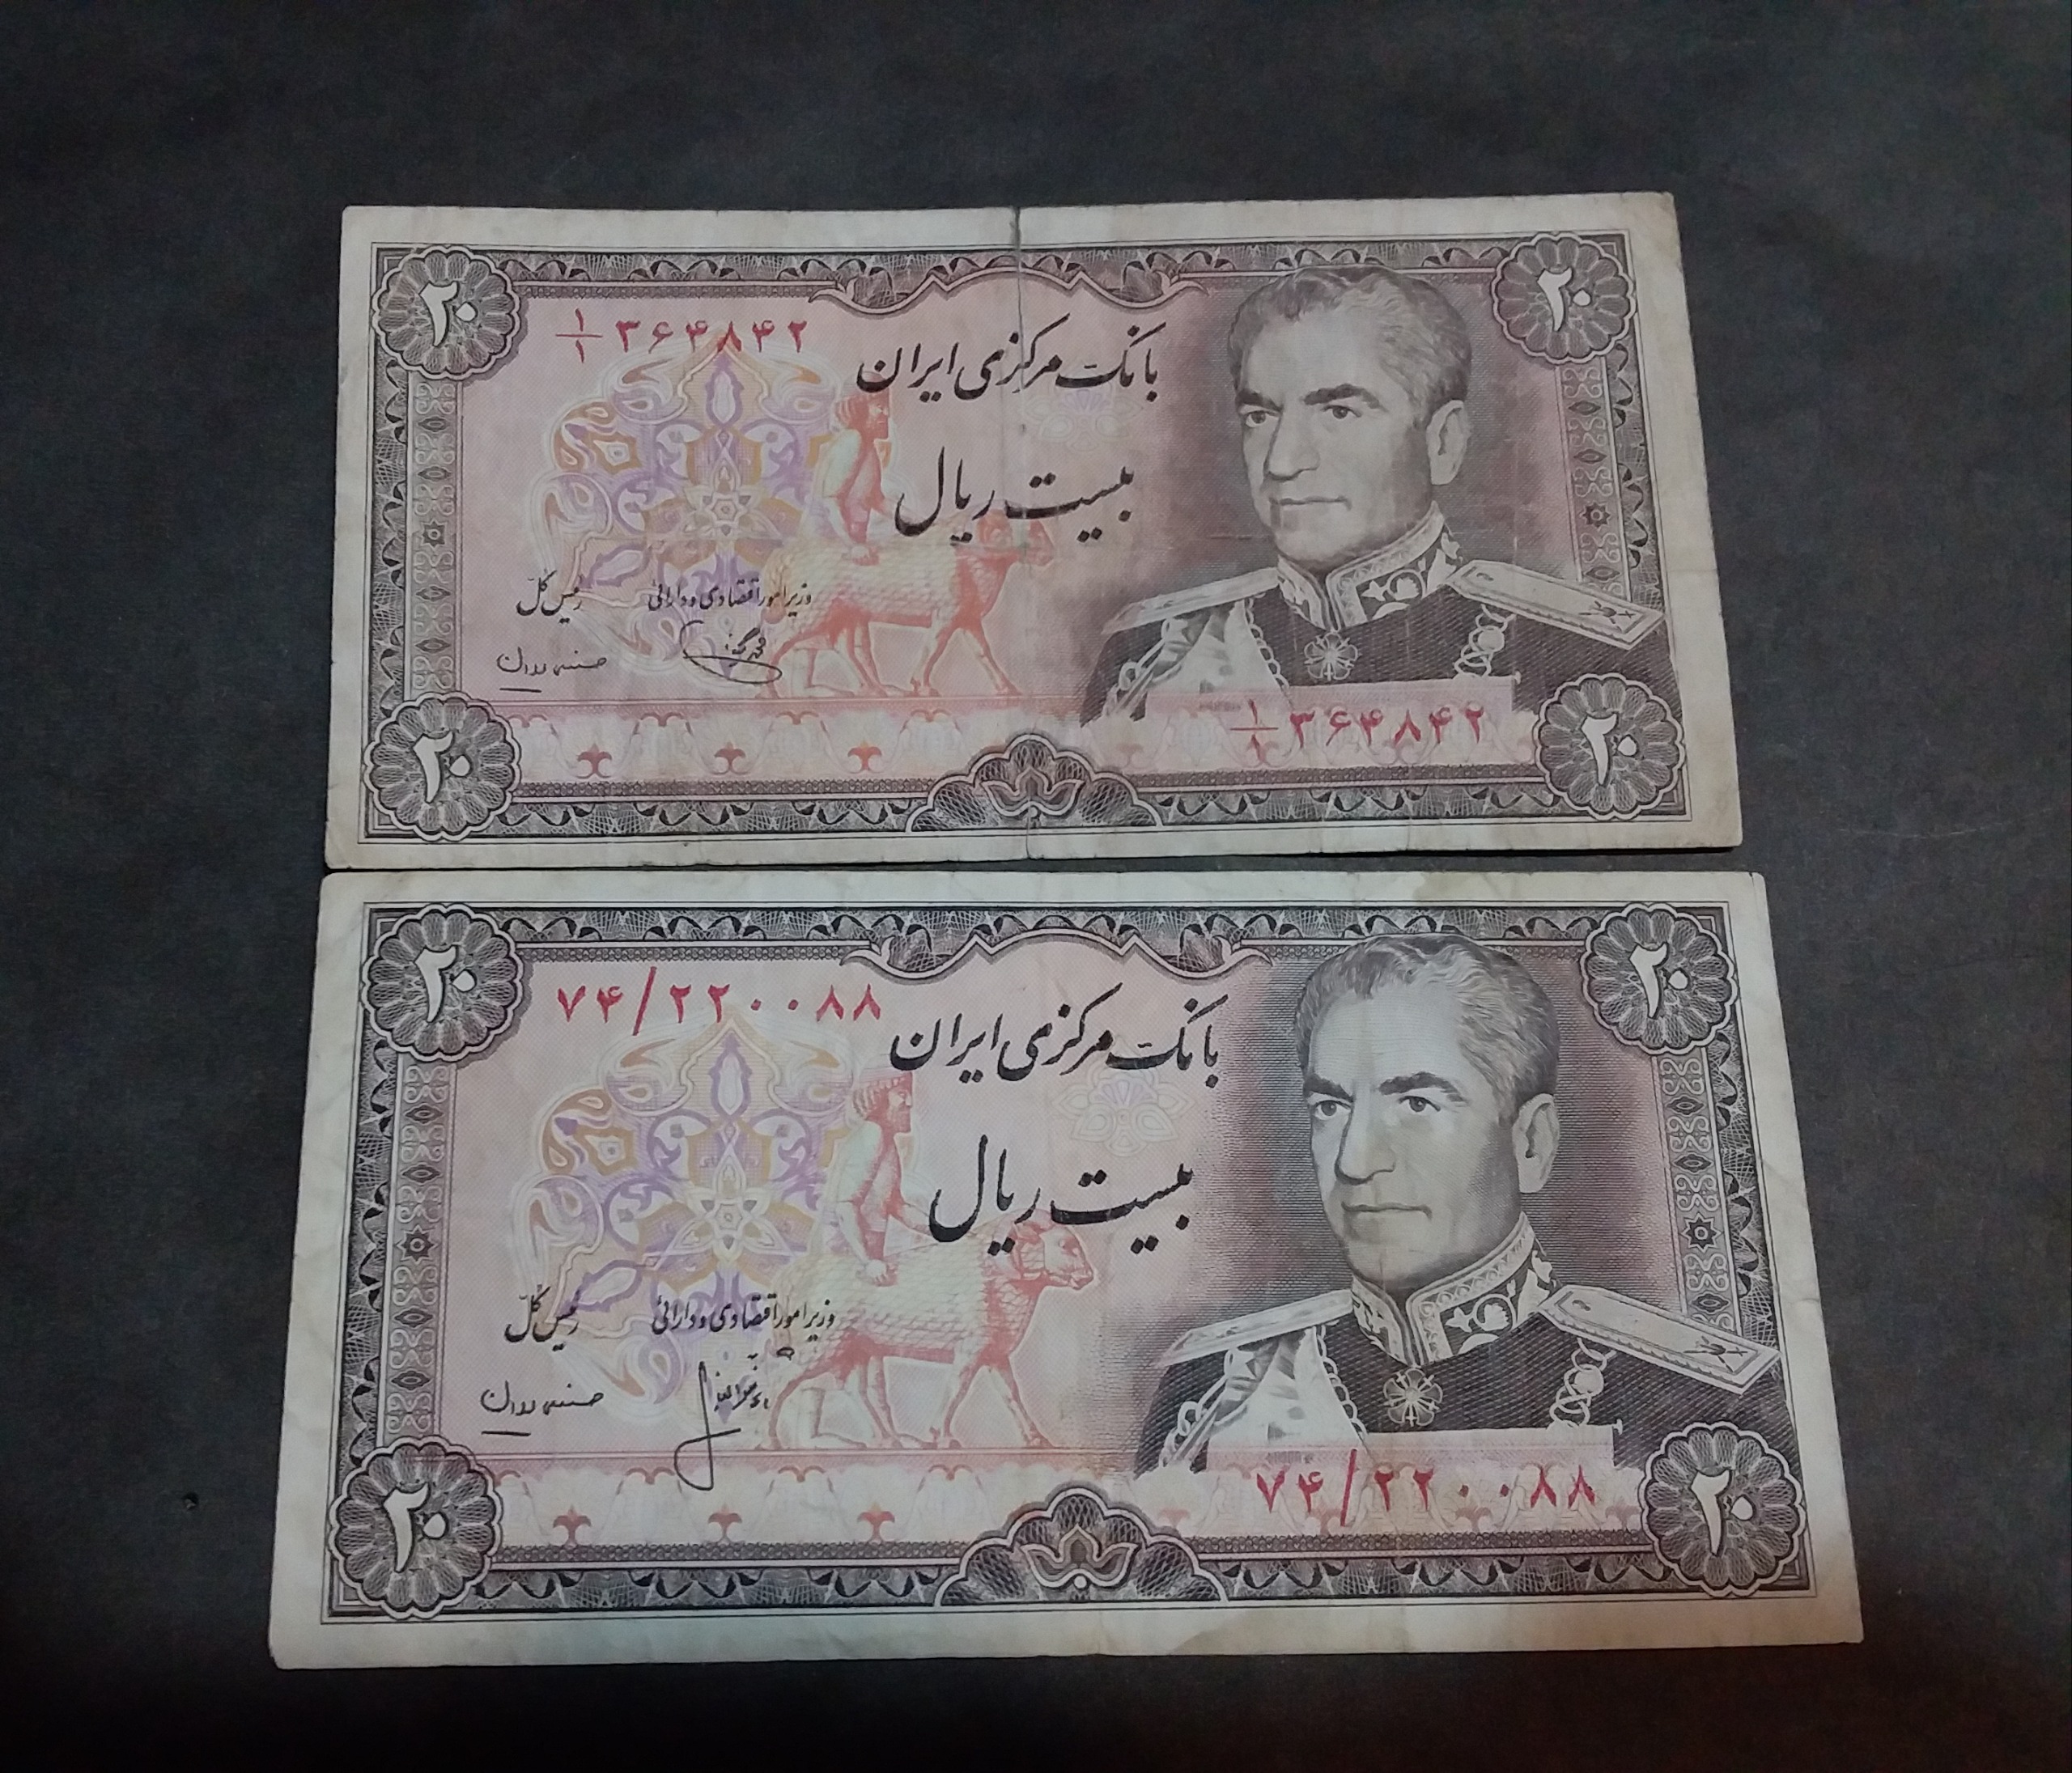 ۲۰
۲۰
۱/۱ ۳۶۴۸۴۲
بانک مرکزی ایران
بیست ریال
وزیر امور اقتصادی و دارائی
رئیس کل
۱/۱ ۳۶۴۸۴۲
۲۰
۲۰
۲۰
۲۰
۷۴/۲۲۰۰۸۸
بانک مرکزی ایران
بیست ریال
وزیر امور اقتصادی و دارائی
رئیس کل
۷۴/۲۲۰۰۸۸
۲۰
۲۰